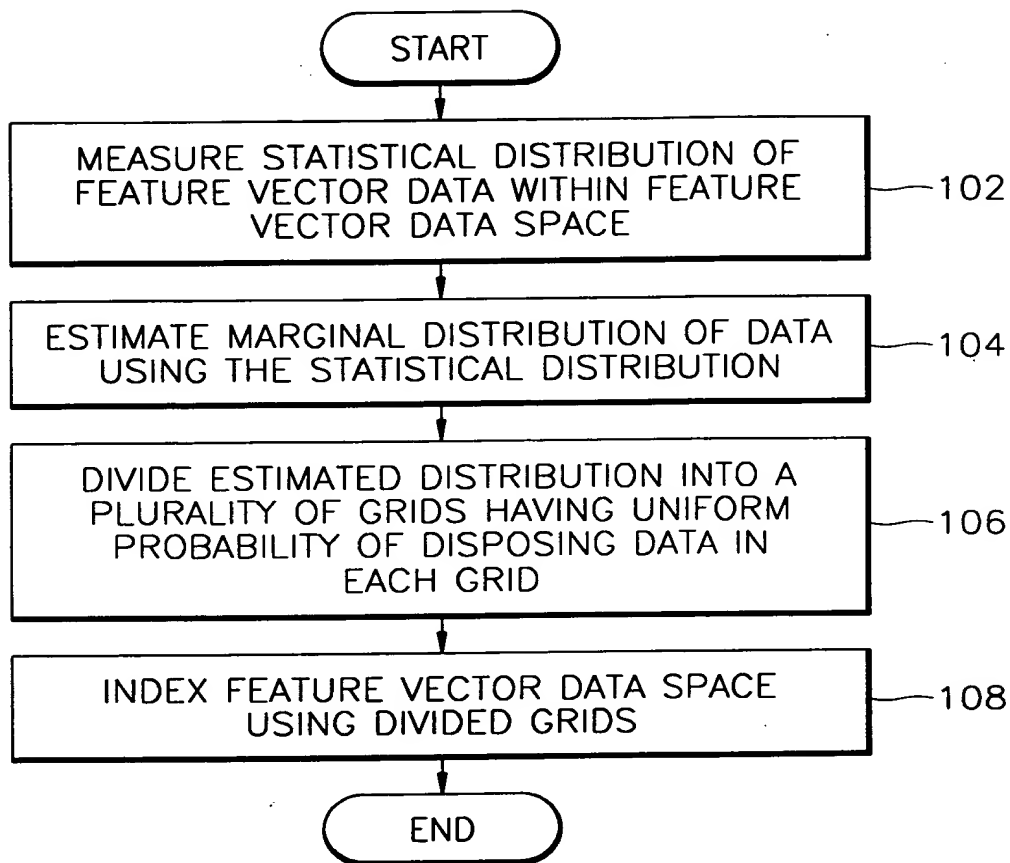 START
MEASURE STATISTICAL DISTRIBUTION OF
FEATURE VECTOR DATA WITHIN FEATURE
VECTOR DATA SPACE
102
ESTIMATE MARGINAL DISTRIBUTION OF DATA
USING THE STATISTICAL DISTRIBUTION
104
DIVIDE ESTIMATED DISTRIBUTION INTO A
PLURALITY OF GRIDS HAVING UNIFORM
PROBABILITY OF DISPOSING DATA IN
EACH GRID
106
INDEX FEATURE VECTOR DATA SPACE
USING DIVIDED GRIDS
108
END